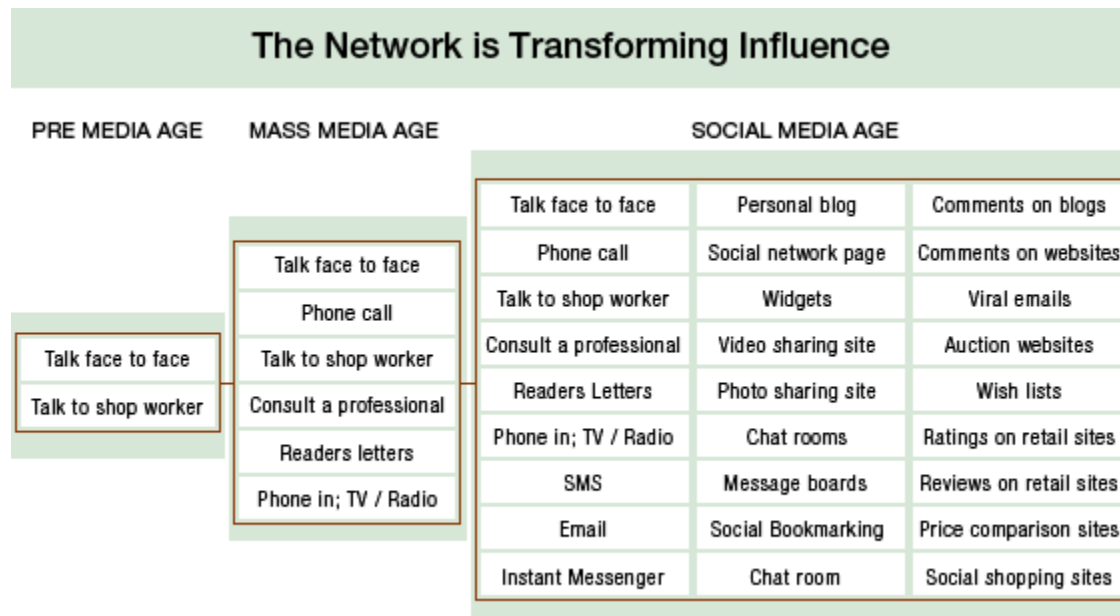 The Network is Transforming Influence
PRE MEDIA AGE
MASS MEDIA AGE
SOCIAL MEDIA AGE
Talk face to face
Talk to shop worker
Talk face to face
Phone call
Talk to shop worker
Consult a professional
Readers letters
Phone in; TV / Radio
Talk face to face
Phone call
Talk to shop worker
Consult a professional
Readers Letters
Phone in; TV / Radio
SMS
Email
Instant Messenger
Personal blog
Social network page
Widgets
Video sharing site
Photo sharing site
Chat rooms
Message boards
Social Bookmarking
Chat room
Comments on blogs
Comments on websites
Viral emails
Auction websites
Wish lists
Ratings on retail sites
Reviews on retail sites
Price comparison sites
Social shopping sites